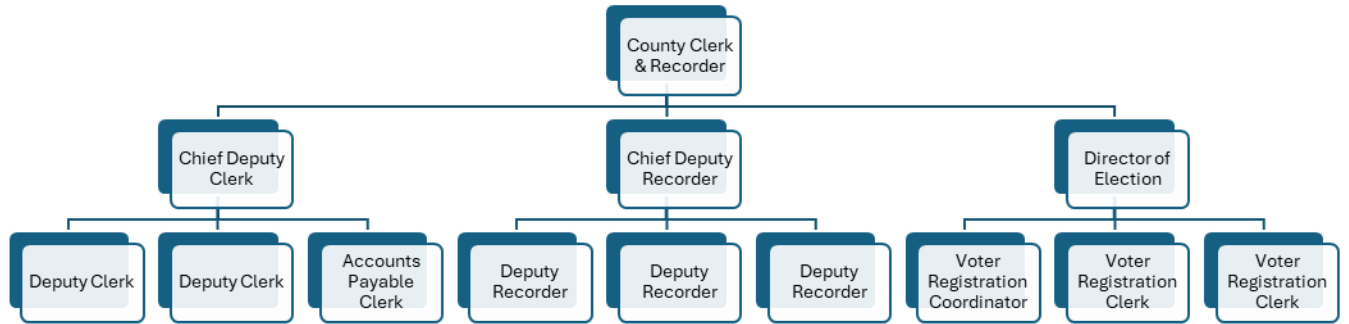 County Clerk
& Recorder
Chief Deputy
Clerk
Chief Deputy
Recorder
Director of
Election
Deputy Clerk
Deputy Clerk
Accounts
Payable
Clerk
Deputy
Recorder
Deputy
Recorder
Deputy
Recorder
Voter
Registration
Coordinator
Voter
Registration
Clerk
Voter
Registration
Clerk